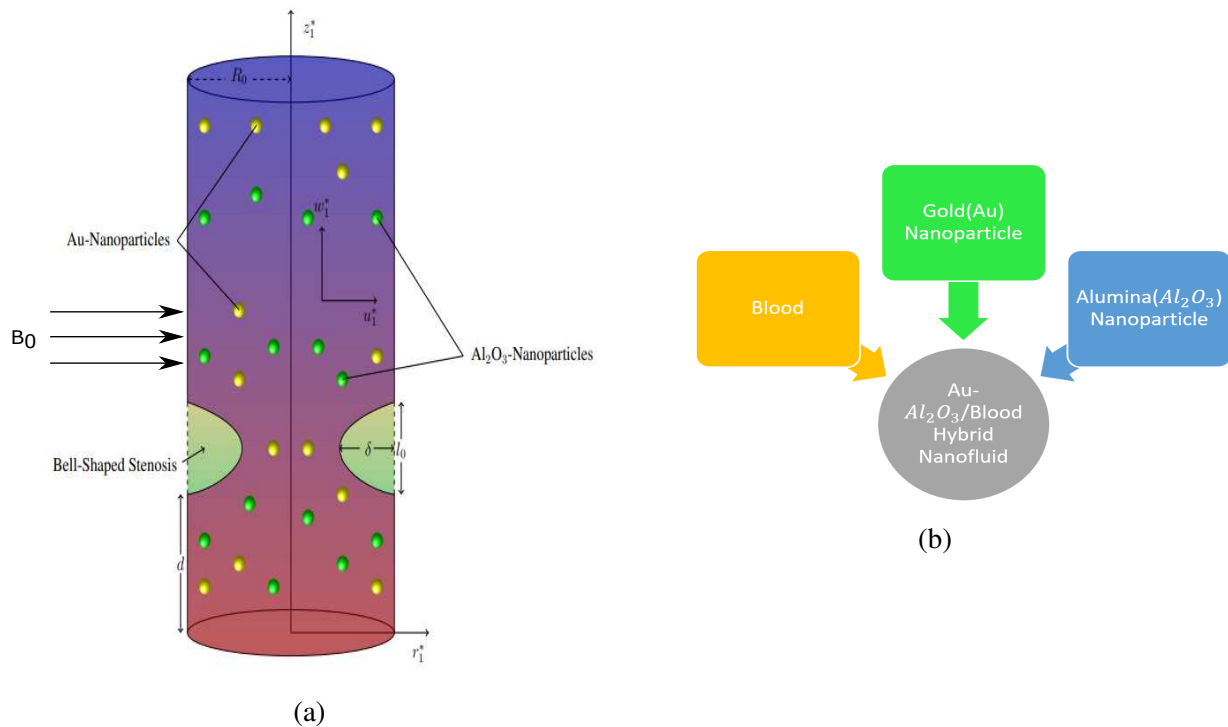 z₁*
R₀
w₁*
Au-Nanoparticles
u₁*
B₀
Al₂O₃-Nanoparticles
δ
l₀
Bell-Shaped Stenosis
d
r₁*
(a)
Gold(Au)
Nanoparticle
Blood
Alumina(Al₂O₃)
Nanoparticle
Au-
Al₂O₃/Blood
Hybrid
Nanofluid
(b)